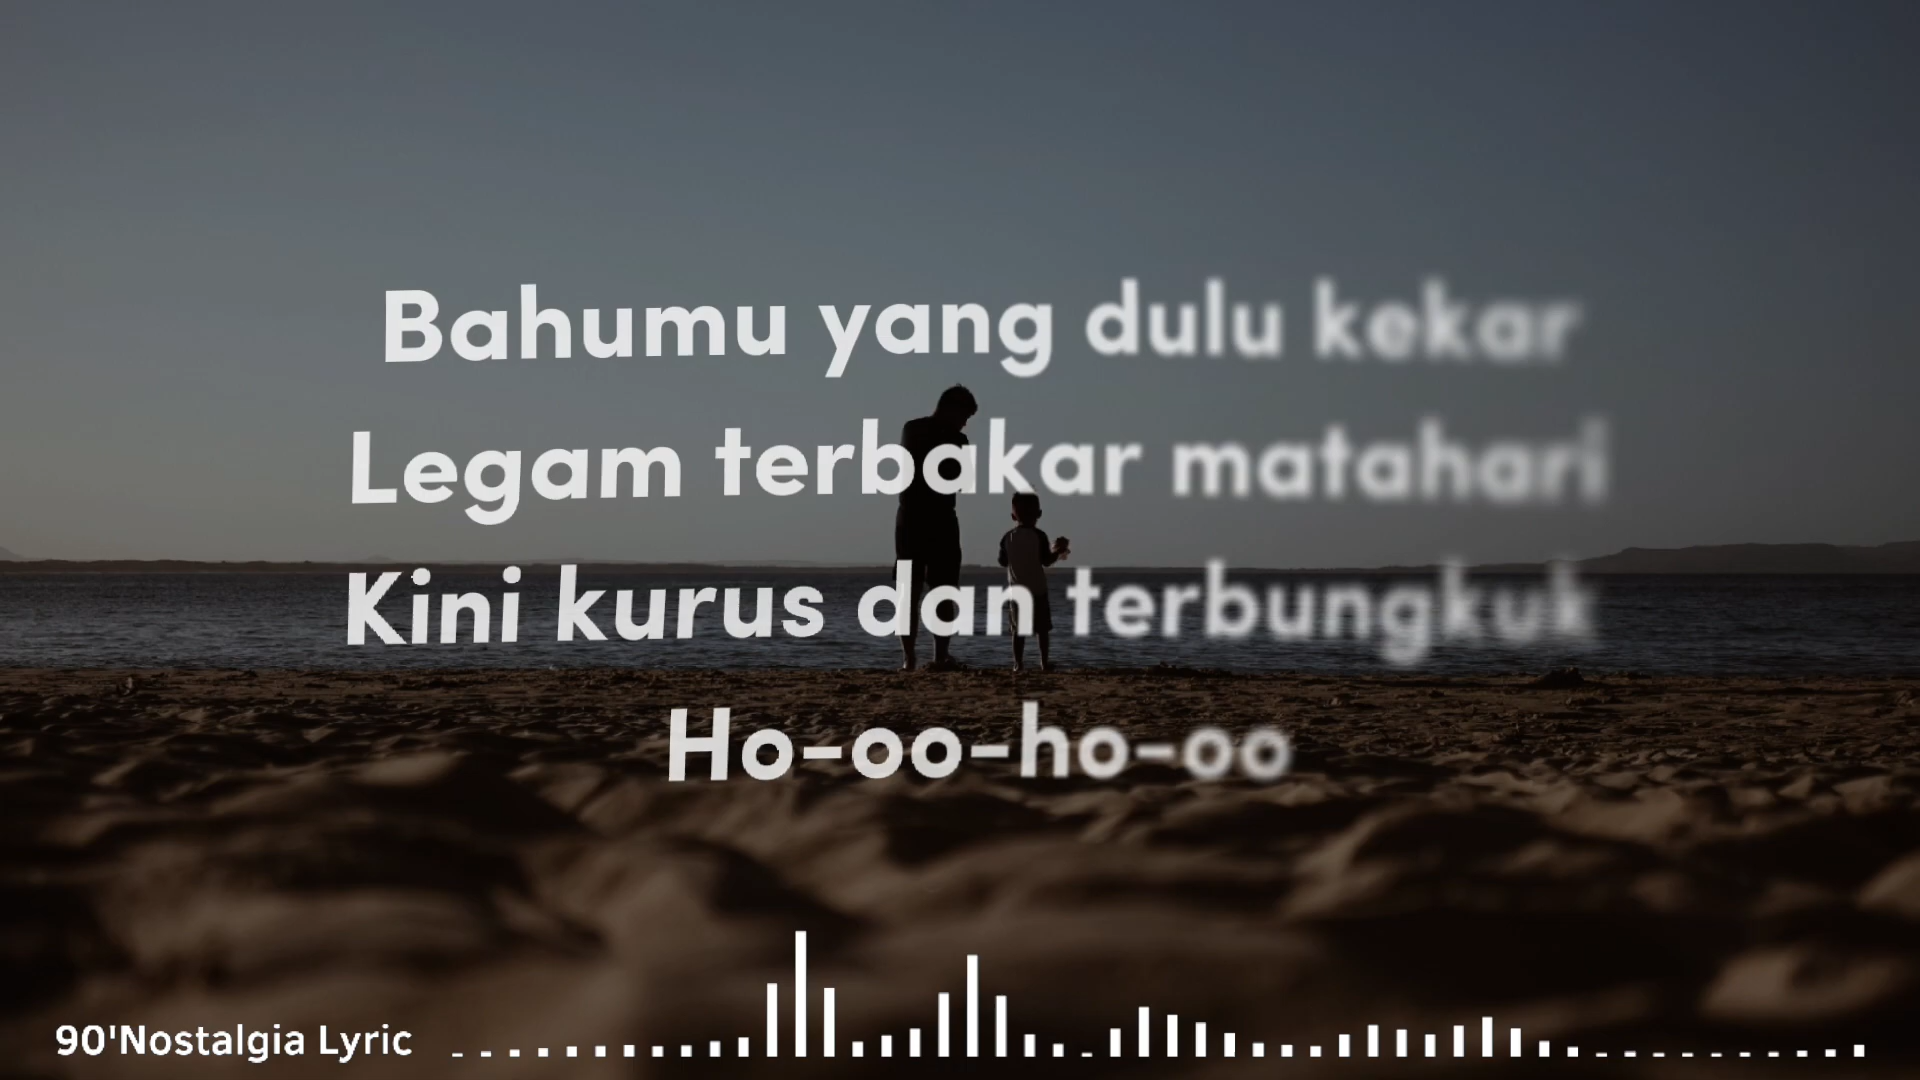 Bahumu yang dulu kekar
Legam terbakar matahari
Kini kurus dan terbungkuk
Ho-oo-ho-oo
90'Nostalgia Lyric